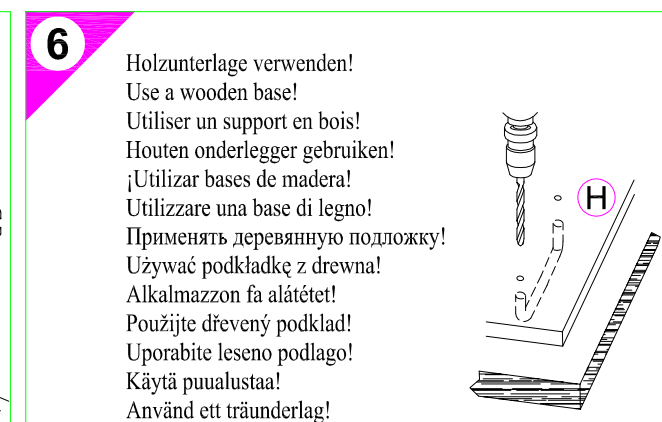 6
Holzunterlage verwenden!
Use a wooden base!
Utiliser un support en bois!
Houten onderlegger gebruiken!
¡Utilizar bases de madera!
Utilizzare una base di legno!
Применять деревянную подложку!
Używać podkładkę z drewna!
Alkalmazzon fa alátétet!
Použijte dřevený podklad!
Uporabite leseno podlago!
Käytä puualustaa!
Använd ett träunderlag!
H